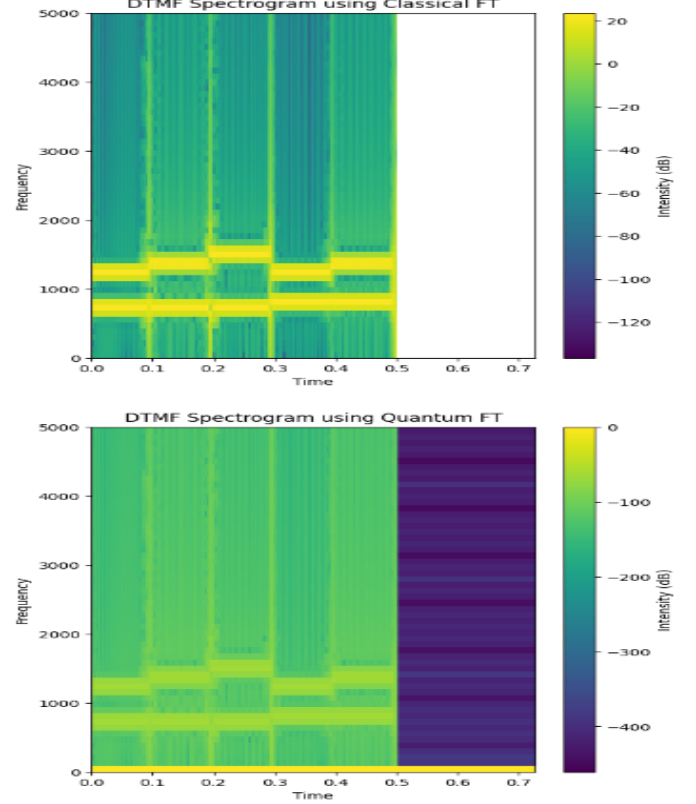 DTMF Spectrogram using Classical FT
5000
4000
3000
2000
1000
0
Frequency
0.0 0.1 0.2 0.3 0.4 0.5 0.6 0.7
Time
20
0
−20
−40
−60
−80
−100
−120
Intensity (dB)
DTMF Spectrogram using Quantum FT
5000
4000
3000
2000
1000
0
Frequency
0.0 0.1 0.2 0.3 0.4 0.5 0.6 0.7
Time
0
−100
−200
−300
−400
Intensity (dB)